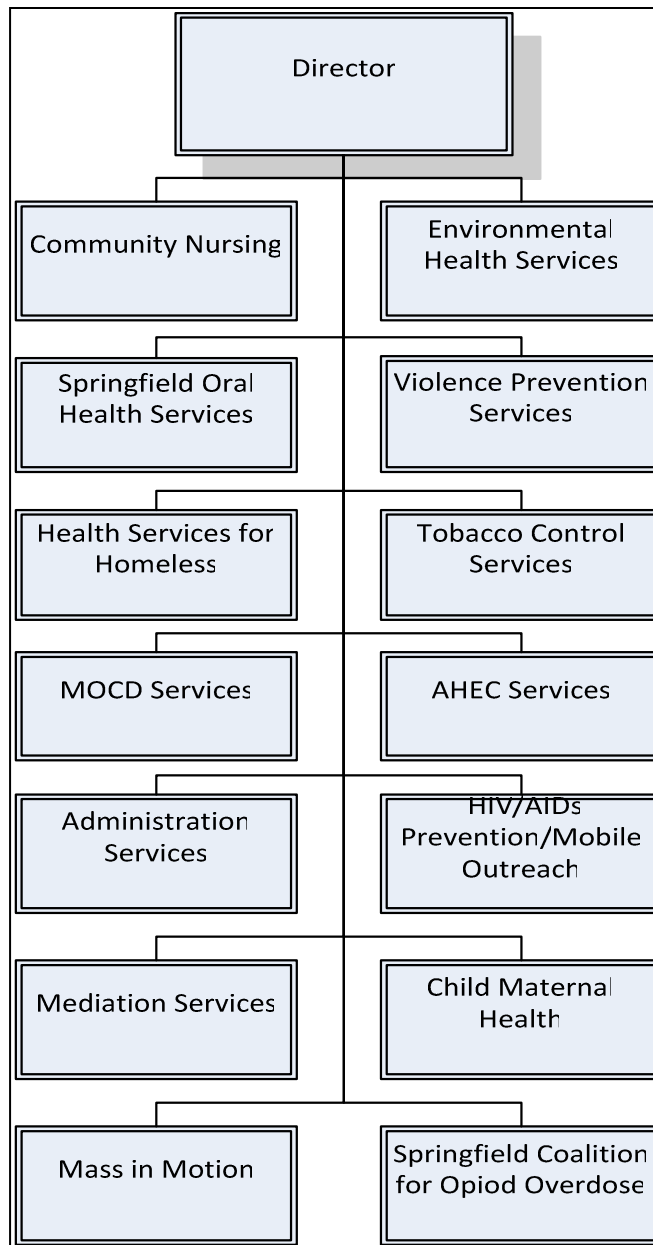 Director
Community Nursing
Environmental
Health Services
Springfield Oral
Health Services
Violence Prevention
Services
Health Services for
Homeless
Tobacco Control
Services
MOCD Services
AHEC Services
Administration
Services
HIV/AIDs
Prevention/Mobile
Outreach
Mediation Services
Child Maternal
Health
Mass in Motion
Springfield Coalition
for Opiod Overdose